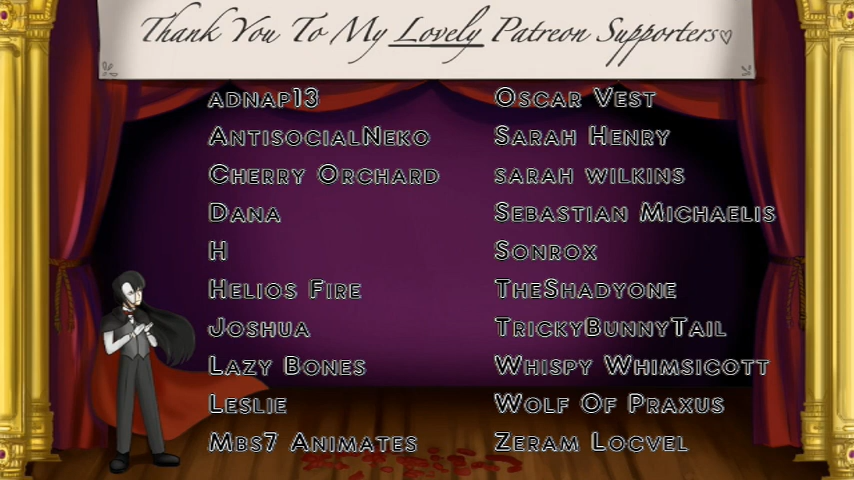 Thank You To My Lovely Patreon Supporters♡
adnap13
AntisocialNeko
Cherry Orchard
Dana
H
Helios Fire
Joshua
Lazy Bones
Leslie
Mbs7 Animates
Oscar Vest
Sarah Henry
sarah wilkins
Sebastian Michaelis
Sonrox
TheShadyone
TrickyBunnyTail
Whispy Whimsicott
Wolf Of Praxus
Zeram Locvel